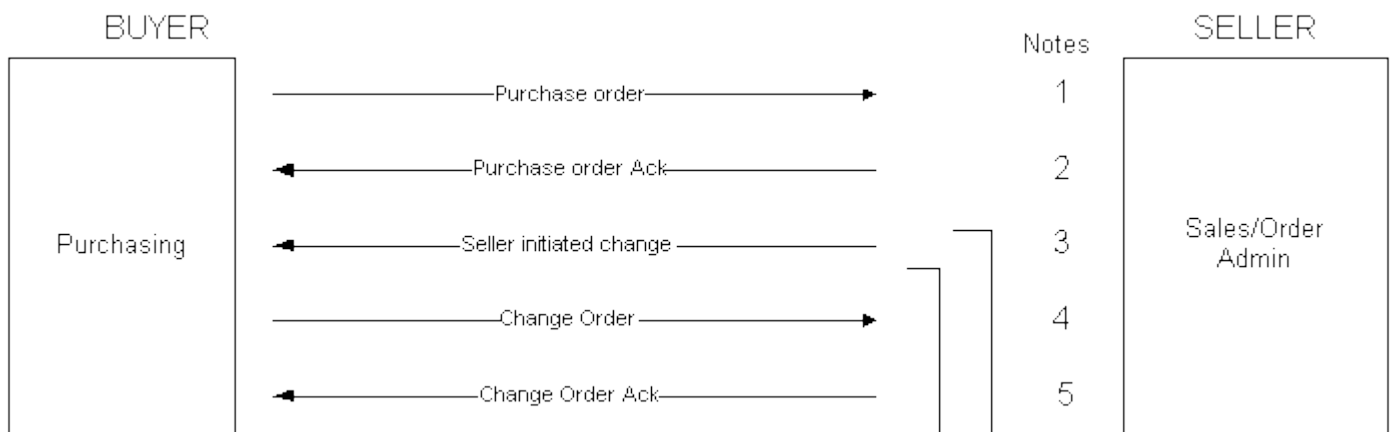 BUYER
Notes
SELLER
Purchase order
1
Purchase order Ack
2
Purchasing
Seller initiated change
3
Sales/Order
Admin
Change Order
4
Change Order Ack
5